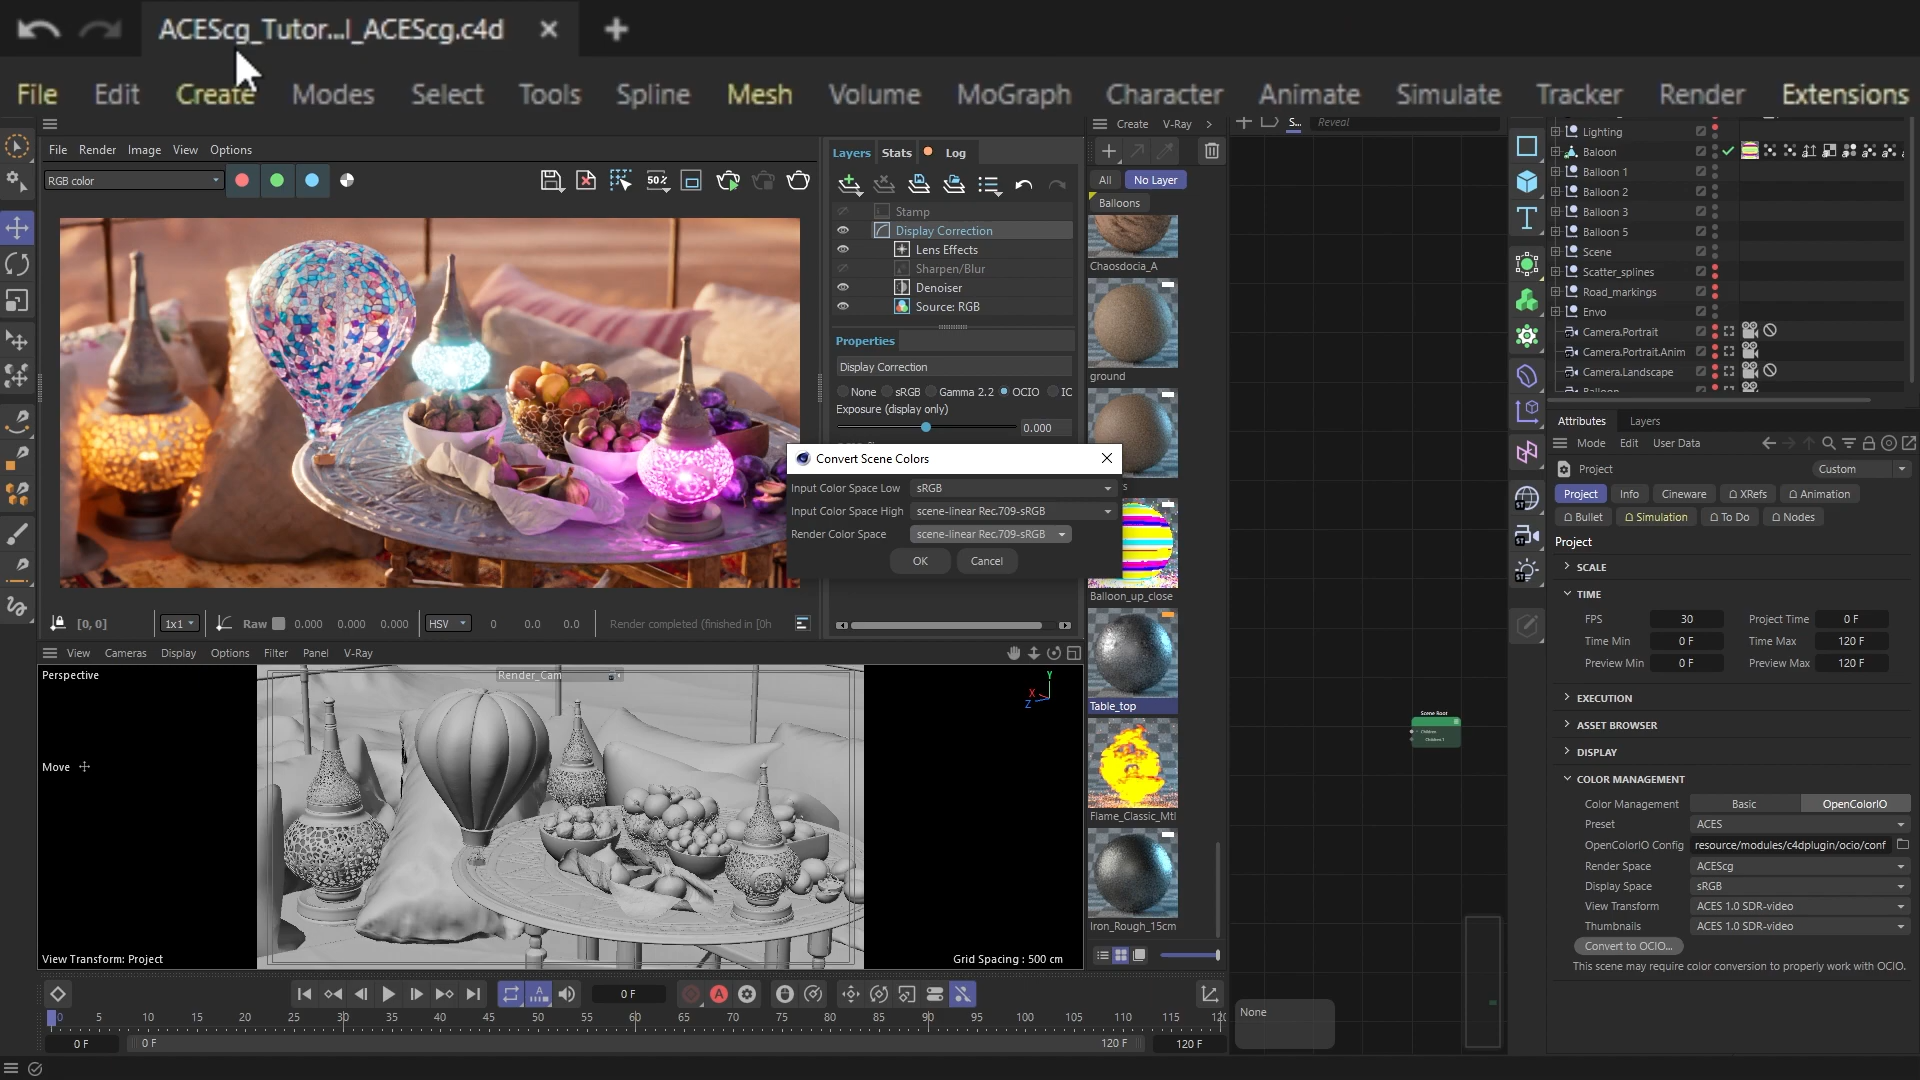 ACEScg_Tutor...l_ACEScg.c4d
File Edit Create Modes Select Tools Spline Mesh Volume MoGraph Character Animate Simulate Tracker Render Extensions
File Render Image View Options
RGB color
50%
Layers Stats Log
Stamp
Display Correction
Lens Effects
Sharpen/Blur
Denoiser
Source: RGB
Properties
Display Correction
None sRGB Gamma 2.2 OCIO IC
Exposure (display only)
0.000
Convert Scene Colors
Input Color Space Low sRGB
Input Color Space High scene-linear Rec.709-sRGB
Render Color Space scene-linear Rec.709-sRGB
OK Cancel
[0, 0] 1x1 Raw 0.000 0.000 0.000 HSV 0 0.0 0.0 Render completed (finished in [0h
Create V-Ray
All No Layer
Balloons
Chaosdocia_A
ground
Balloon_up_close
Table_top
Flame_Classic_Mtl
Iron_Rough_15cm
S..
Reveal
Scene Root
Children
None
View Cameras Display Options Filter Panel V-Ray
Perspective
Render_Cam
Y
X
Z
Move
View Transform: Project
Grid Spacing : 500 cm
0 F
0 5 10 15 20 25 30 35 40 45 50 55 60 65 70 75 80 85 90 95 100 105 110 115
0 F 0 F 120 F 120 F
Lighting
Baloon
Balloon 1
Balloon 2
Balloon 3
Balloon 5
Scene
Scatter_splines
Road_markings
Envo
Camera.Portrait
Camera.Portrait.Anim
Camera.Landscape
Attributes Layers
Mode Edit User Data
Project Custom
Project Info Cineware XRefs Animation
Bullet Simulation To Do Nodes
Project
SCALE
TIME
FPS 30 Project Time 0 F
Time Min 0 F Time Max 120 F
Preview Min 0 F Preview Max 120 F
EXECUTION
ASSET BROWSER
DISPLAY
COLOR MANAGEMENT
Color Management Basic OpenColorIO
Preset ACES
OpenColorIO Config resource/modules/c4dplugin/ocio/conf
Render Space ACEScg
Display Space sRGB
View Transform ACES 1.0 SDR-video
Thumbnails ACES 1.0 SDR-video
Convert to OCIO...
This scene may require color conversion to properly work with OCIO.